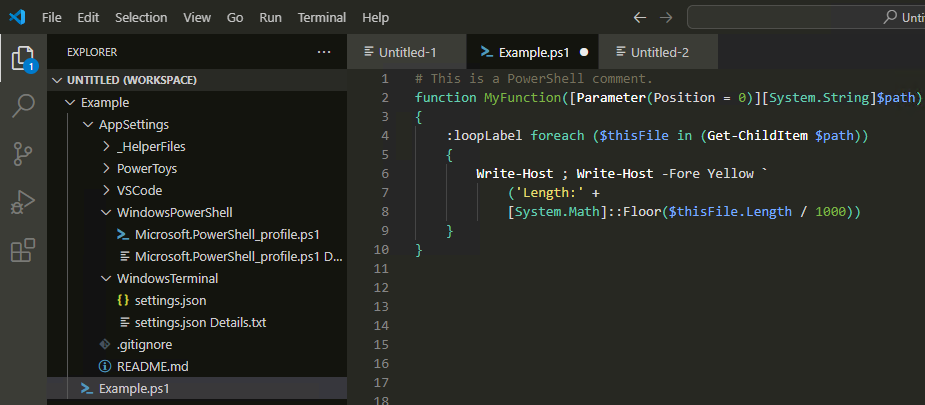 File Edit Selection View Go Run Terminal Help
Unti
EXPLORER
1
UNTITLED (WORKSPACE)
Example
AppSettings
_HelperFiles
PowerToys
VSCode
WindowsPowerShell
Microsoft.PowerShell_profile.ps1
Microsoft.PowerShell_profile.ps1 D...
WindowsTerminal
{} settings.json
settings.json Details.txt
.gitignore
README.md
Example.ps1
Untitled-1 Example.ps1 Untitled-2
1 # This is a PowerShell comment.
2 function MyFunction([Parameter(Position = 0)][System.String]$path)
3 {
4 :loopLabel foreach ($thisFile in (Get-ChildItem $path))
5 {
6 Write-Host ; Write-Host -Fore Yellow `
7 ('Length:' +
8 [System.Math]::Floor($thisFile.Length / 1000))
9 }
10 }
11
12
13
14
15
16
17
18